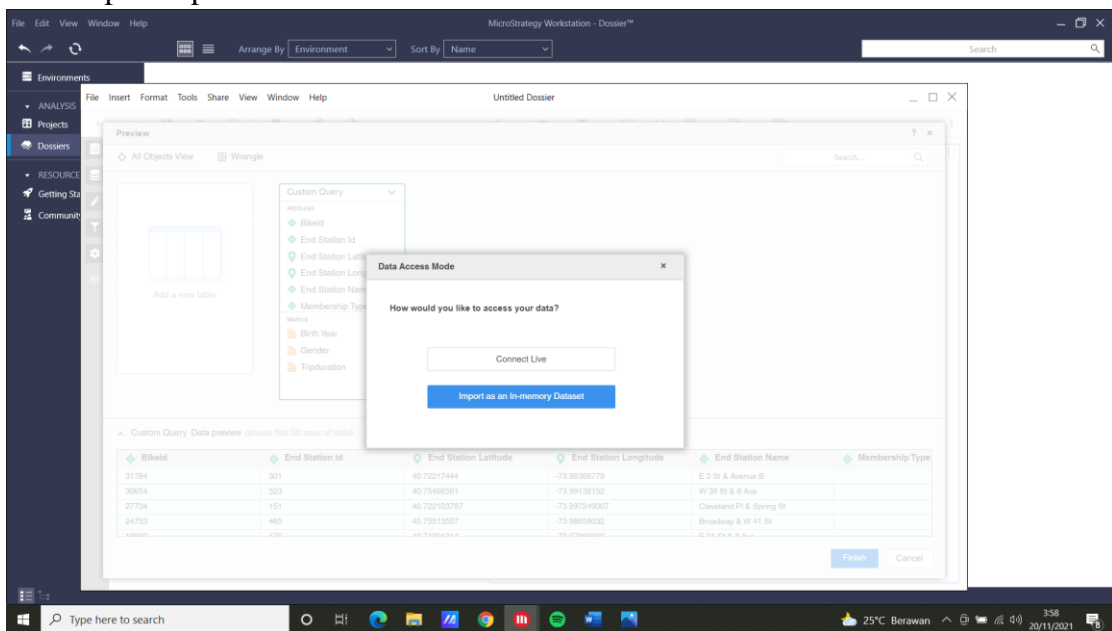 File Edit View Window Help MicroStrategy Workstation - Dossier™
Arrange By Environment Sort By Name Search
Environments
ANALYSIS
Projects
Dossiers
RESOURCE
Getting Sta
Communit
File Insert Format Tools Share View Window Help Untitled Dossier
Preview ? ×
All Objects View Wrangle Search...
Add a new table
Custom Query
Attributes
Bikeid
End Station Id
End Station Lati
End Station Long
End Station Nam
Membership Type
Metrics
Birth Year
Gender
Tripduration
Data Access Mode ×
How would you like to access your data?
Connect Live
Import as an In-memory Dataset
Custom Query Data preview (shows first 50 rows of data)
Bikeid End Station Id End Station Latitude End Station Longitude End Station Name Membership Type
31784 301 40.72217444 -73.98368779 E 2 St & Avenue B
30654 523 40.75466591 -73.99138152 W 38 St & 8 Ave
27734 151 40.722103787 -73.997249007 Cleveland Pl & Spring St
24753 465 40.75513557 -73.98658032 Broadway & W 41 St
Finish Cancel
Type here to search 25°C Berawan 3:58
20/11/2021